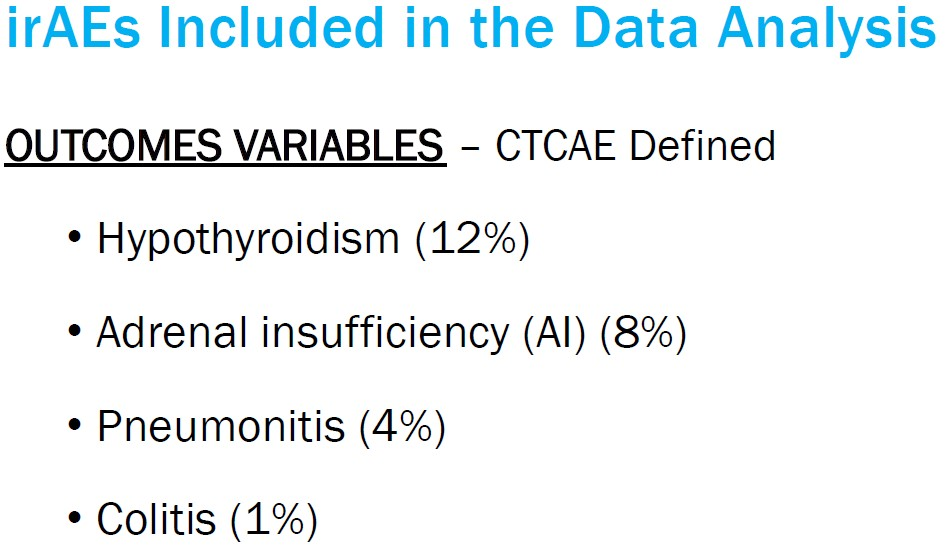 irAEs Included in the Data Analysis
OUTCOMES VARIABLES – CTCAE Defined
• Hypothyroidism (12%)
• Adrenal insufficiency (AI) (8%)
• Pneumonitis (4%)
• Colitis (1%)